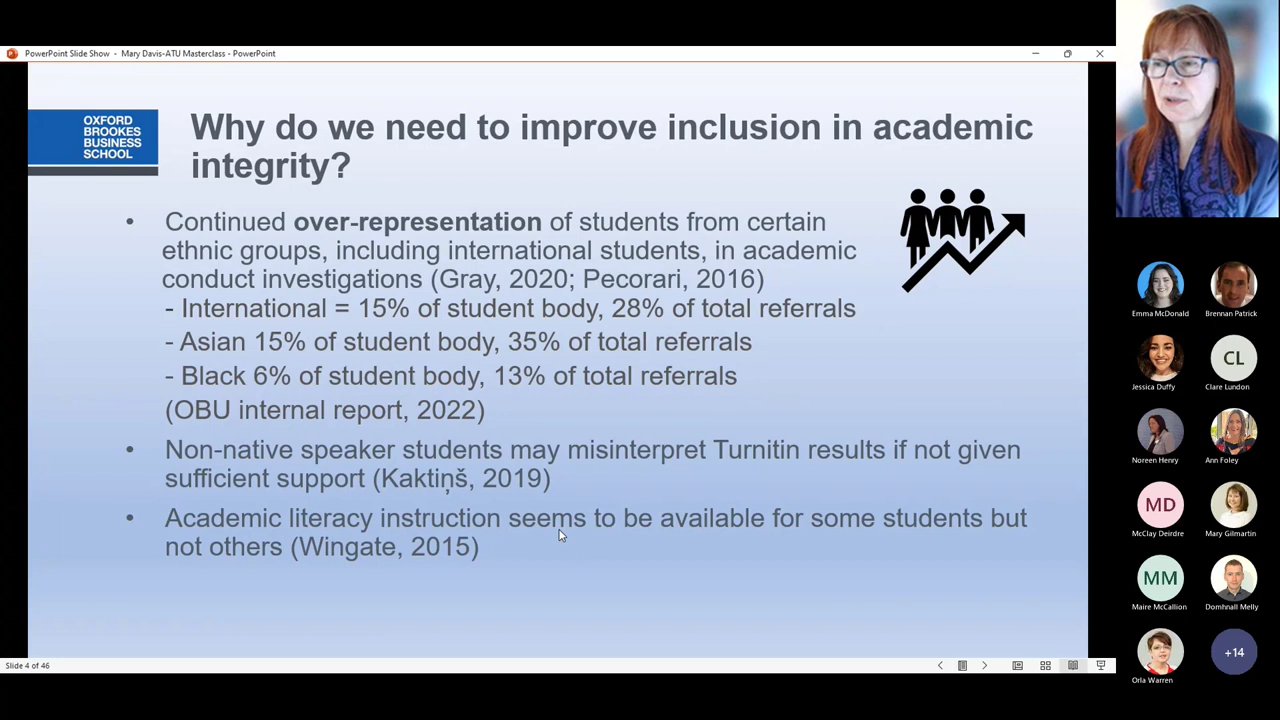 PowerPoint Slide Show - Mary Davis-ATU Masterclass - PowerPoint
OXFORD
BROOKES
BUSINESS
SCHOOL
Why do we need to improve inclusion in academic
integrity?
• Continued over-representation of students from certain
ethnic groups, including international students, in academic
conduct investigations (Gray, 2020; Pecorari, 2016)
- International = 15% of student body, 28% of total referrals
- Asian 15% of student body, 35% of total referrals
- Black 6% of student body, 13% of total referrals
(OBU internal report, 2022)
• Non-native speaker students may misinterpret Turnitin results if not given
sufficient support (Kaktiņš, 2019)
• Academic literacy instruction seems to be available for some students but
not others (Wingate, 2015)
Slide 4 of 46
Emma McDonald
Brennan Patrick
CL
Jessica Duffy
Clare Lundon
Noreen Henry
Ann Foley
MD
McClay Deirdre
Mary Gilmartin
MM
Maire McCallion
Domhnall Melly
+14
Orla Warren